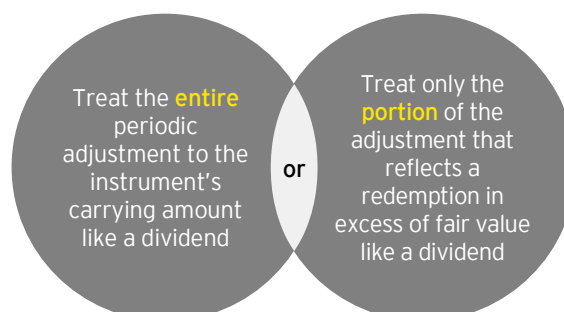 Treat the entire
periodic
adjustment to the
instrument's
carrying amount
like a dividend
or
Treat only the
portion of the
adjustment that
reflects a
redemption in
excess of fair value
like a dividend